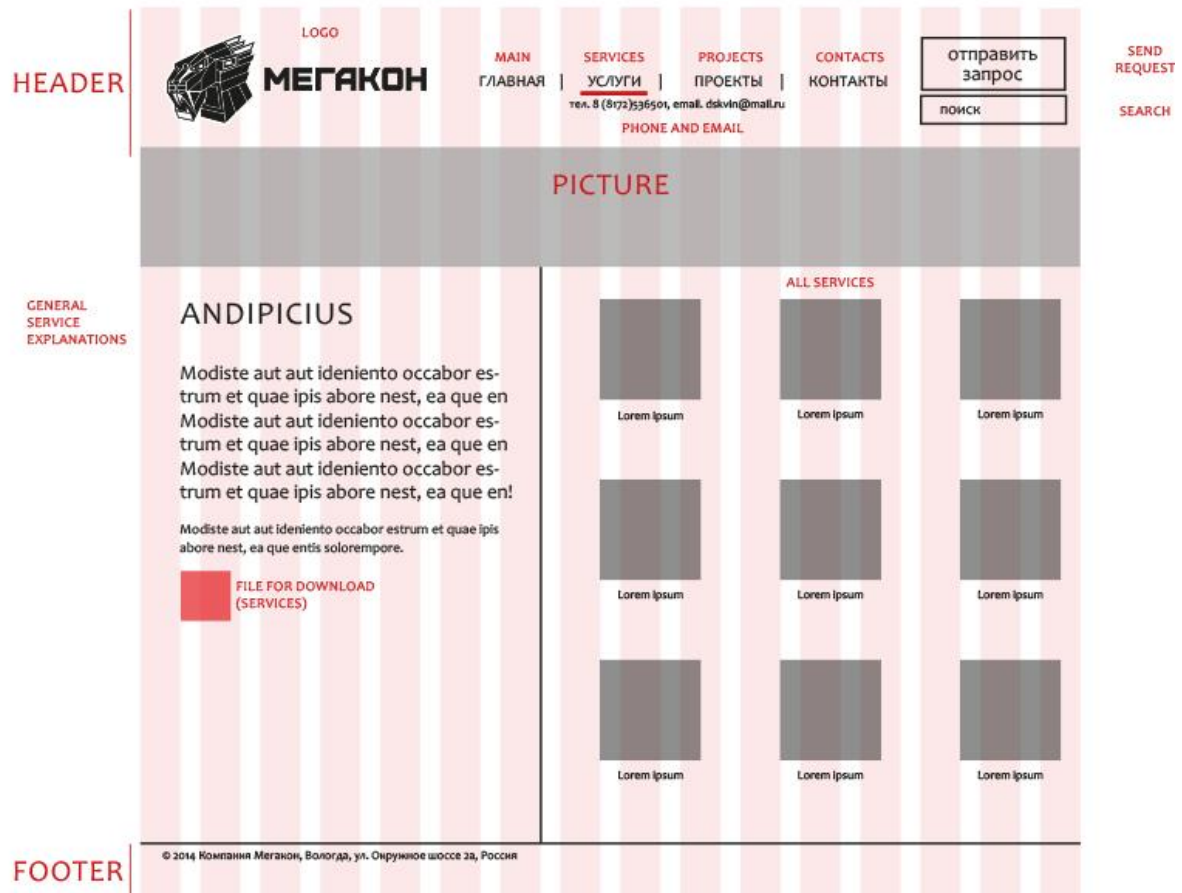 LOGO
HEADER
МЕГАКОН
MAIN SERVICES PROJECTS CONTACTS
ГЛАВНАЯ | УСЛУГИ | ПРОЕКТЫ | КОНТАКТЫ
тел. 8 (8172)536501, email. dskvin@mail.ru
PHONE AND EMAIL
отправить
запрос
поиск
SEND
REQUEST
SEARCH
PICTURE
GENERAL
SERVICE
EXPLANATIONS
ANDIPICIUS
Modiste aut aut ideniento occabor es-
trum et quae ipis abore nest, ea que en
Modiste aut aut ideniento occabor es-
trum et quae ipis abore nest, ea que en
Modiste aut aut ideniento occabor es-
trum et quae ipis abore nest, ea que en!
Modiste aut aut ideniento occabor estrum et quae ipis
abore nest, ea que entis solorempore.
FILE FOR DOWNLOAD
(SERVICES)
ALL SERVICES
Lorem ipsum Lorem ipsum Lorem ipsum
Lorem ipsum Lorem ipsum Lorem ipsum
Lorem ipsum Lorem ipsum Lorem ipsum
FOOTER
© 2014 Компания Мегакон, Вологда, ул. Окружное шоссе 2а, Россия